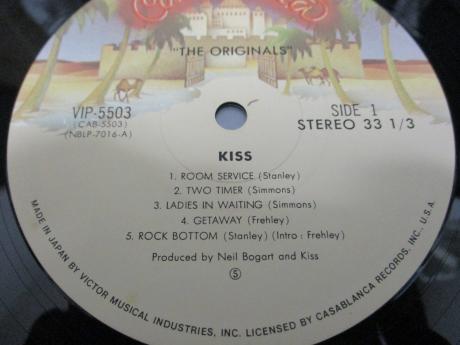 "THE ORIGINALS"
VIP-5503
(CAB-5503)
(NBLP-7016-A)
SIDE 1
STEREO 33 1/3
KISS
1. ROOM SERVICE (Stanley)
2. TWO TIMER (Simmons)
3. LADIES IN WAITING (Simmons)
4. GETAWAY (Frehley)
5. ROCK BOTTOM (Stanley) (Intro : Frehley)
Produced by Neil Bogart and Kiss
Ⓢ
MADE IN JAPAN BY VICTOR MUSICAL INDUSTRIES, INC. LICENSED BY CASABLANCA RECORDS, INC., U.S.A.